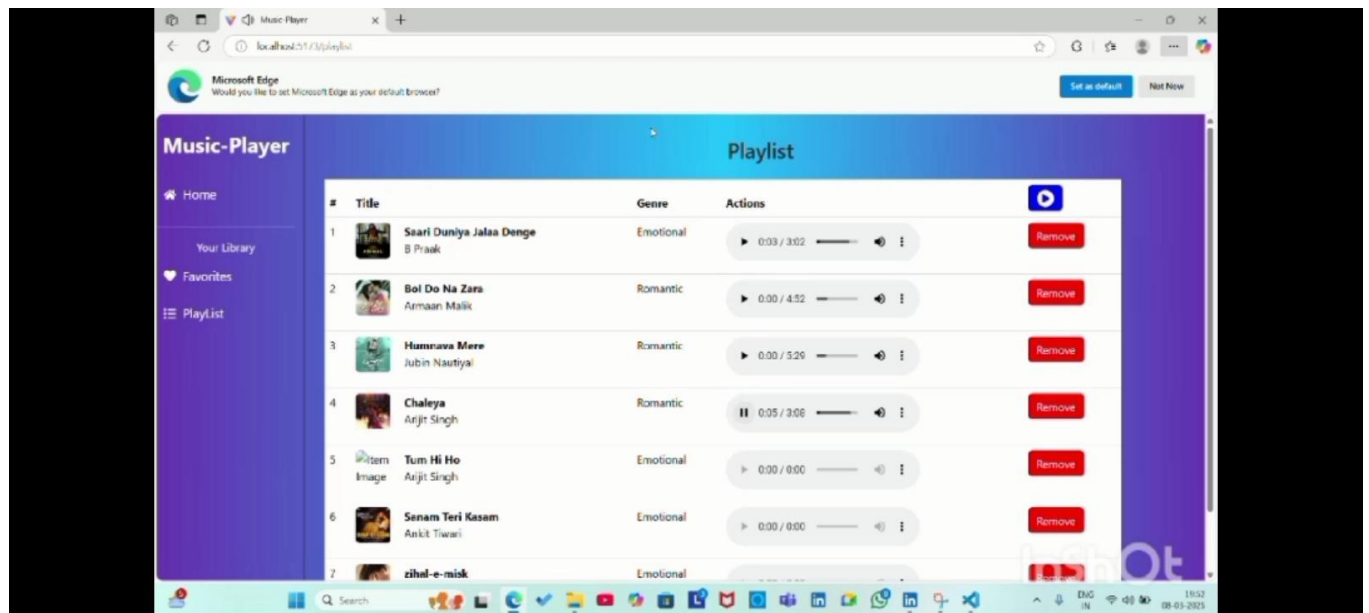 Music-Player
localhost:5173/playlist
Microsoft Edge
Would you like to set Microsoft Edge as your default browser?
Set as default
Not Now
Music-Player
Home
Your Library
Favorites
PlayList
Playlist
# Title Genre Actions
1 Saari Duniya Jalaa Denge Emotional 0:03 / 3:02 Remove
B Praak
2 Bol Do Na Zara Romantic 0:00 / 4:52 Remove
Armaan Malik
3 Humnava Mere Romantic 0:00 / 5:29 Remove
Jubin Nautiyal
4 Chaleya Romantic 0:05 / 3:08 Remove
Arijit Singh
5 Item Image Tum Hi Ho Emotional 0:00 / 0:00 Remove
Arijit Singh
6 Sanam Teri Kasam Emotional 0:00 / 0:00 Remove
Ankit Tiwari
7 zihal-e-misk Emotional
InShOt
Search
ENG
IN
18:52
08-03-2025